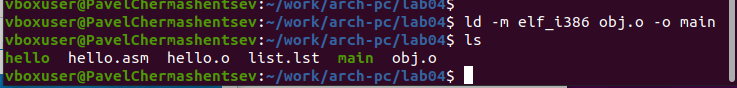 vboxuser@PavelChermashentsev:~/work/arch-pc/lab04$ ld -m elf_i386 obj.o -o main
vboxuser@PavelChermashentsev:~/work/arch-pc/lab04$ ls
hello hello.asm hello.o list.lst main obj.o
vboxuser@PavelChermashentsev:~/work/arch-pc/lab04$